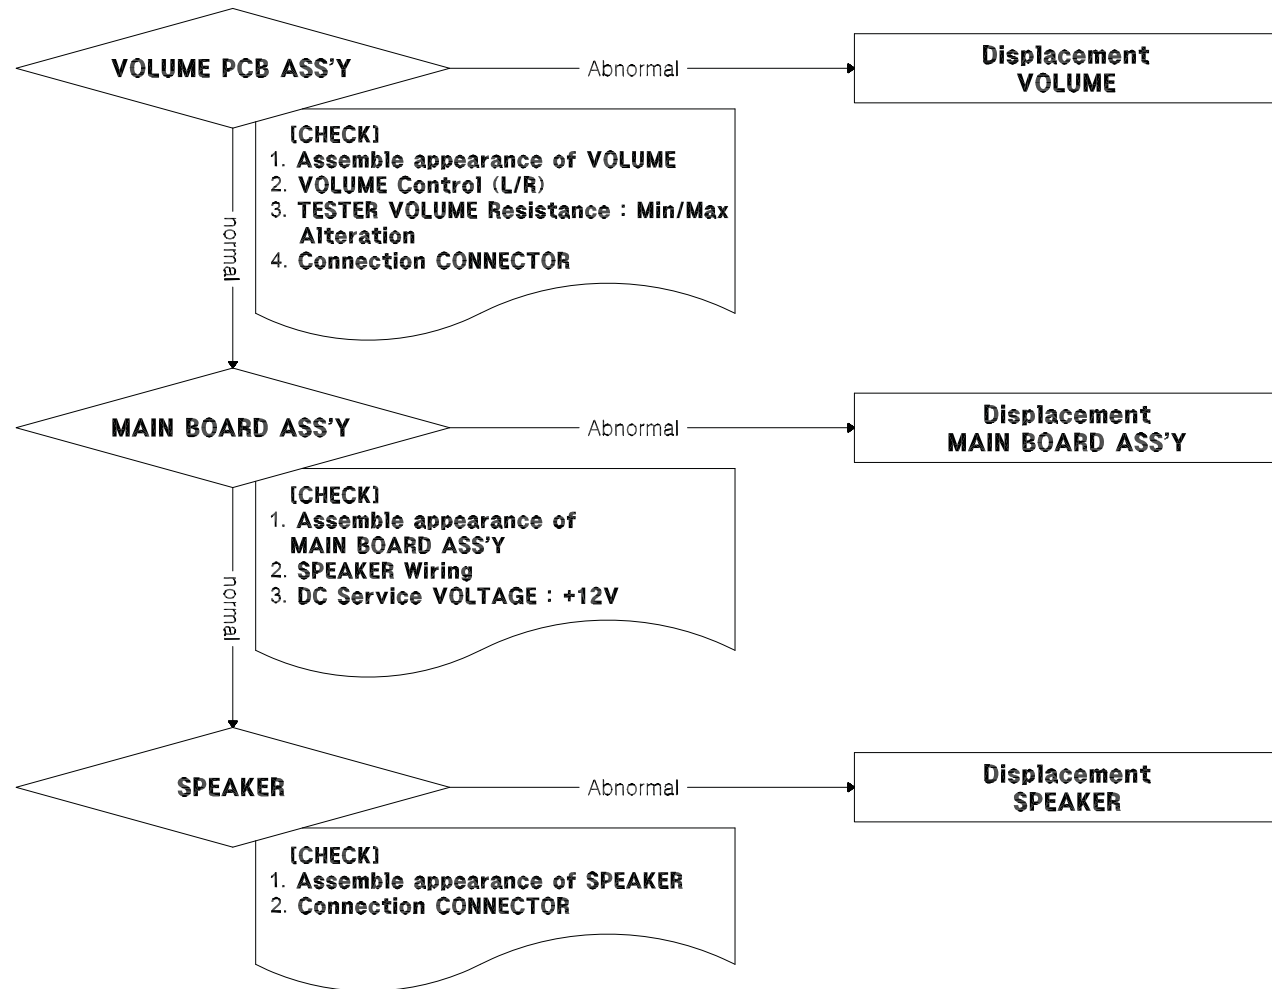 VOLUME PCB ASS'Y
Abnormal
Displacement
VOLUME
[CHECK]
1. Assemble appearance of VOLUME
2. VOLUME Control (L/R)
3. TESTER VOLUME Resistance : Min/Max
Alteration
4. Connection CONNECTOR
normal
MAIN BOARD ASS'Y
Abnormal
Displacement
MAIN BOARD ASS'Y
[CHECK]
1. Assemble appearance of
MAIN BOARD ASS'Y
2. SPEAKER Wiring
3. DC Service VOLTAGE : +12V
normal
SPEAKER
Abnormal
Displacement
SPEAKER
[CHECK]
1. Assemble appearance of SPEAKER
2. Connection CONNECTOR